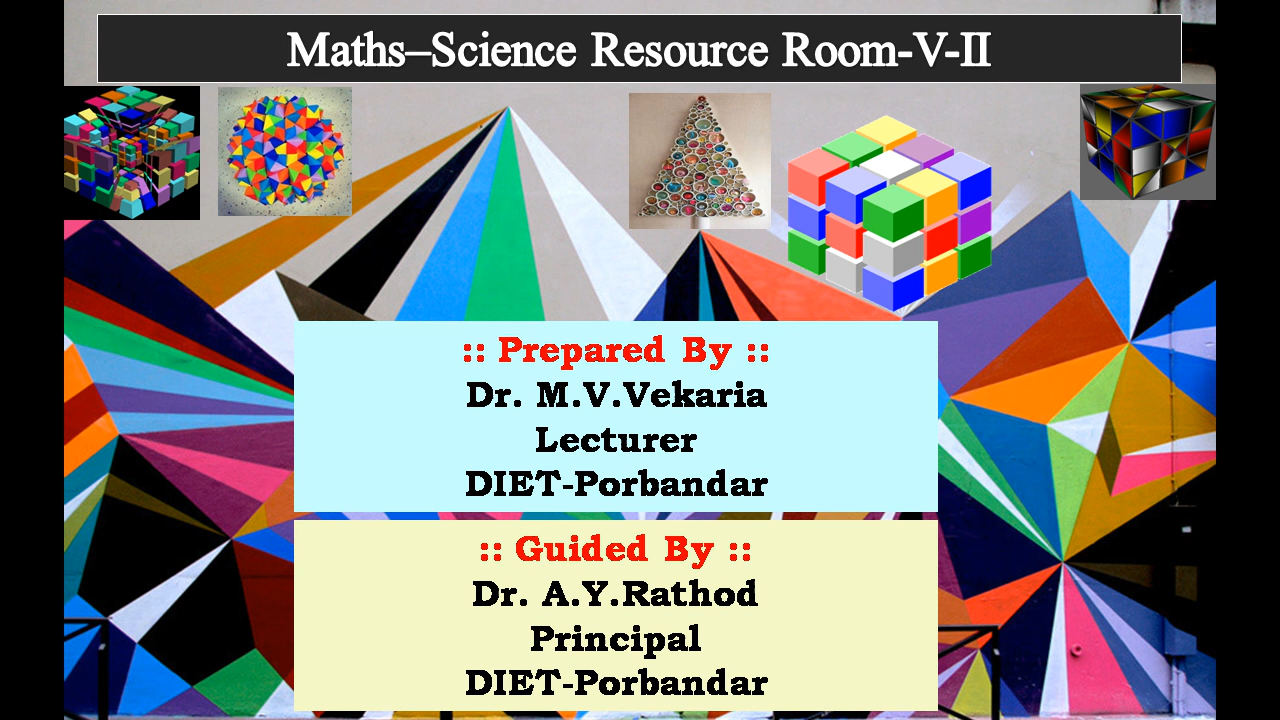 Maths–Science Resource Room-V-II
:: Prepared By ::
Dr. M.V.Vekaria
Lecturer
DIET-Porbandar
:: Guided By ::
Dr. A.Y.Rathod
Principal
DIET-Porbandar